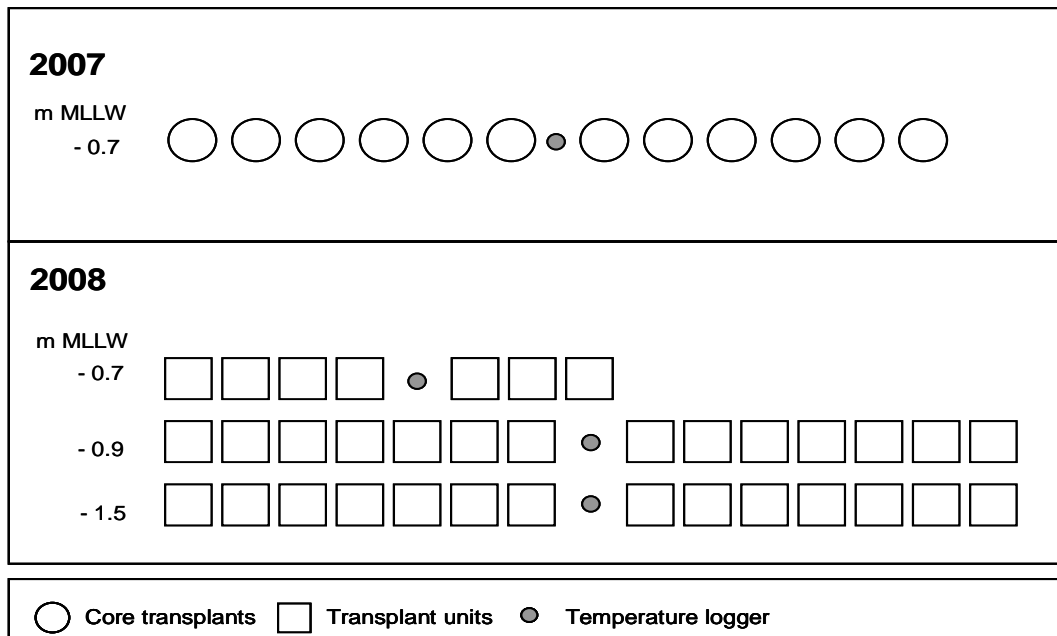 2007
m MLLW
- 0.7
2008
m MLLW
- 0.7
- 0.9
- 1.5
Core transplants Transplant units Temperature logger